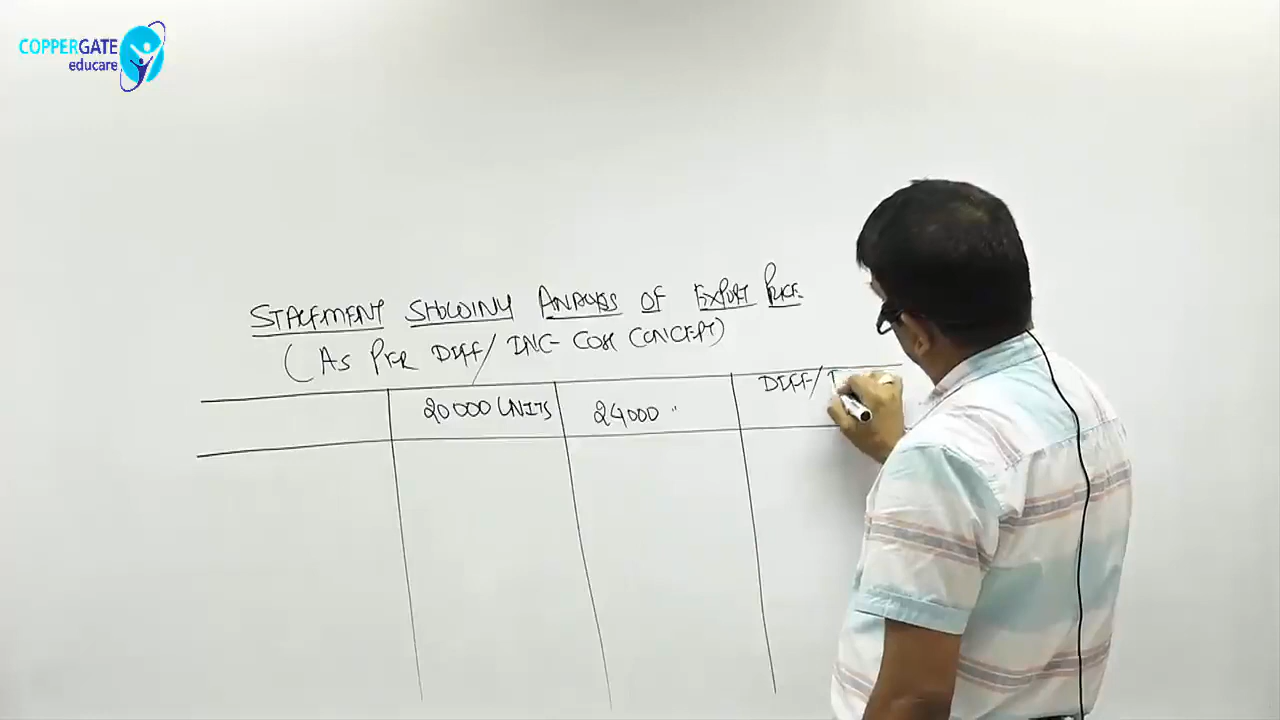 COPPERGATE
educare
STATEMENT SHOWING ANALYSIS OF EXPORT PRICE
(AS PER DIFF/ INC COST CONCEPT)
20000 UNITS 24000 " DIFF/ I